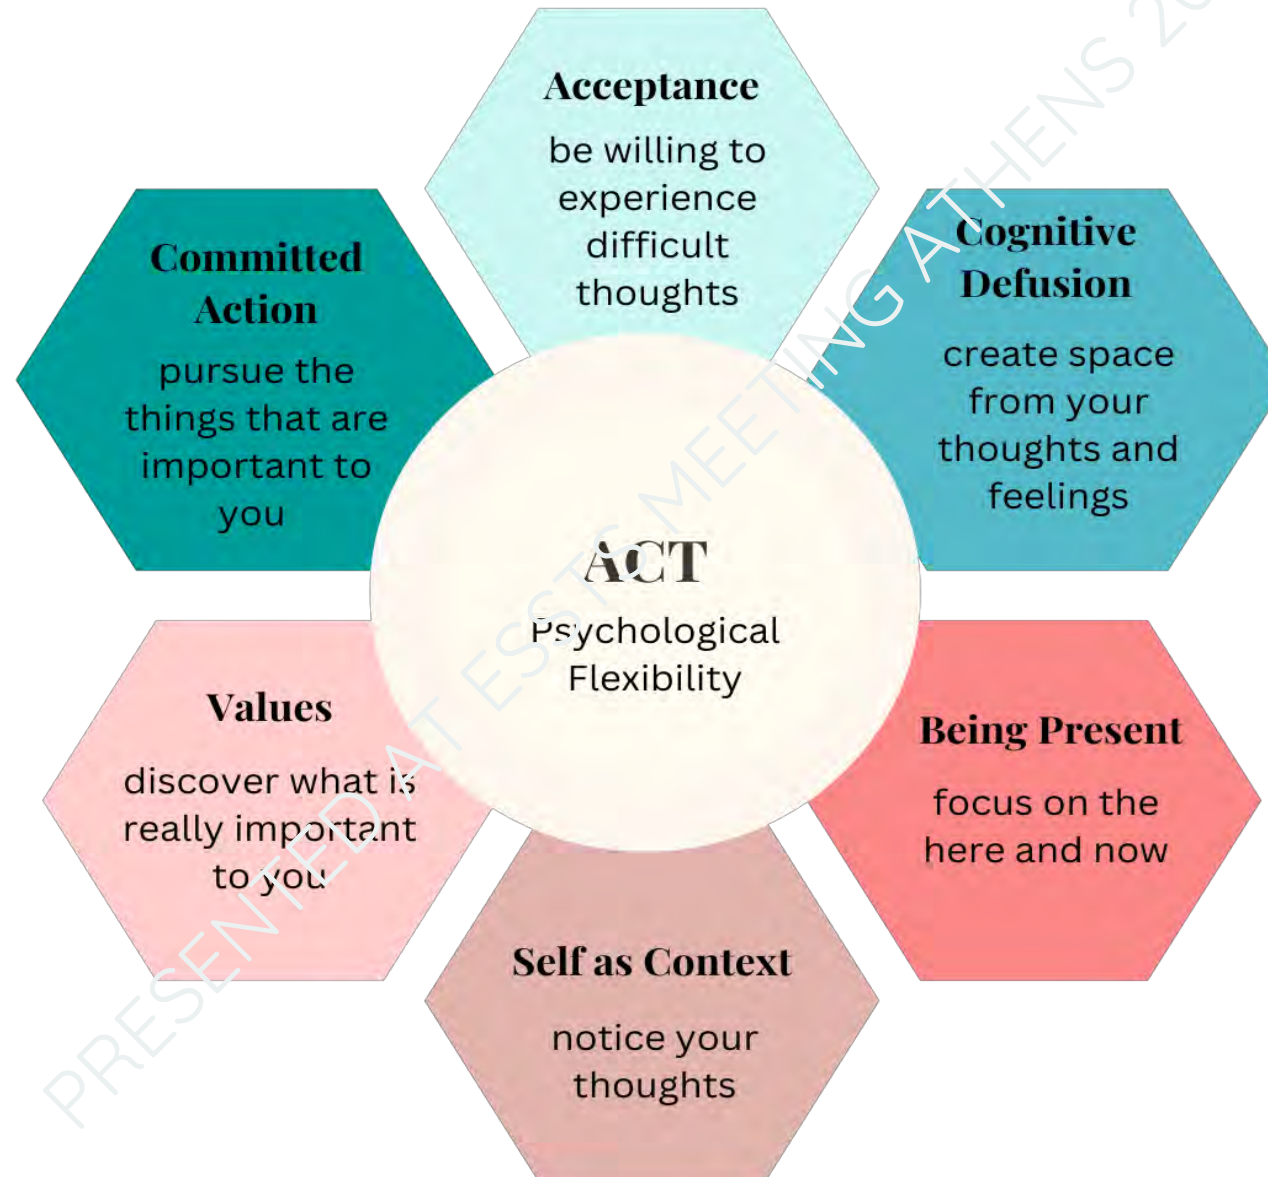 Acceptance
be willing to
experience
difficult
thoughts
Cognitive
Defusion
create space
from your
thoughts and
feelings
Being Present
focus on the
here and now
Self as Context
notice your
thoughts
Values
discover what is
really important
to you
Committed
Action
pursue the
things that are
important to
you
ACT
Psychological
Flexibility
PRESENTED AT ESSTS MEETING ATHENS